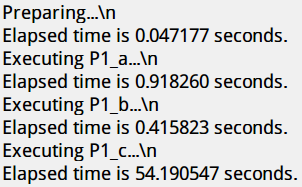 Preparing...\n
Elapsed time is 0.047177 seconds.
Executing P1_a...\n
Elapsed time is 0.918260 seconds.
Executing P1_b...\n
Elapsed time is 0.415823 seconds.
Executing P1_c...\n
Elapsed time is 54.190547 seconds.